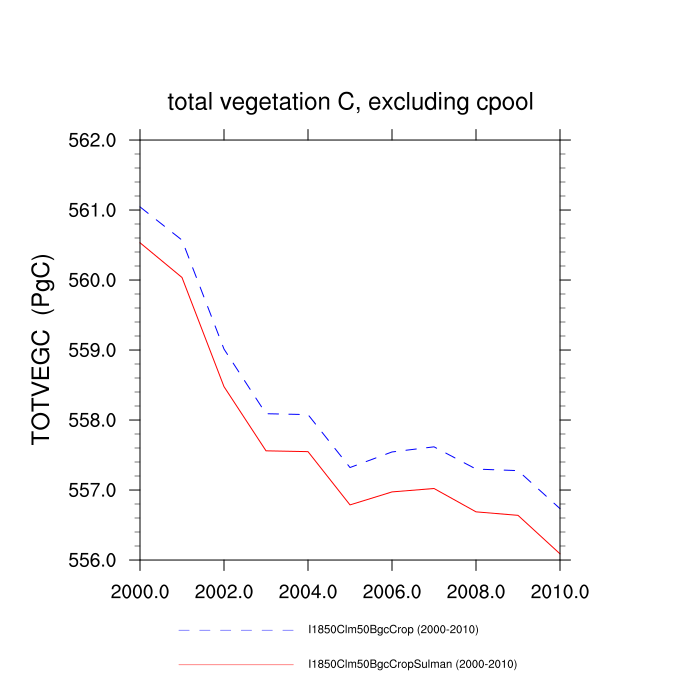 total vegetation C, excluding cpool
TOTVEGC (PgC)
562.0
561.0
560.0
559.0
558.0
557.0
556.0
2000.0 2002.0 2004.0 2006.0 2008.0 2010.0
I1850Clm50BgcCrop (2000-2010)
I1850Clm50BgcCropSulman (2000-2010)